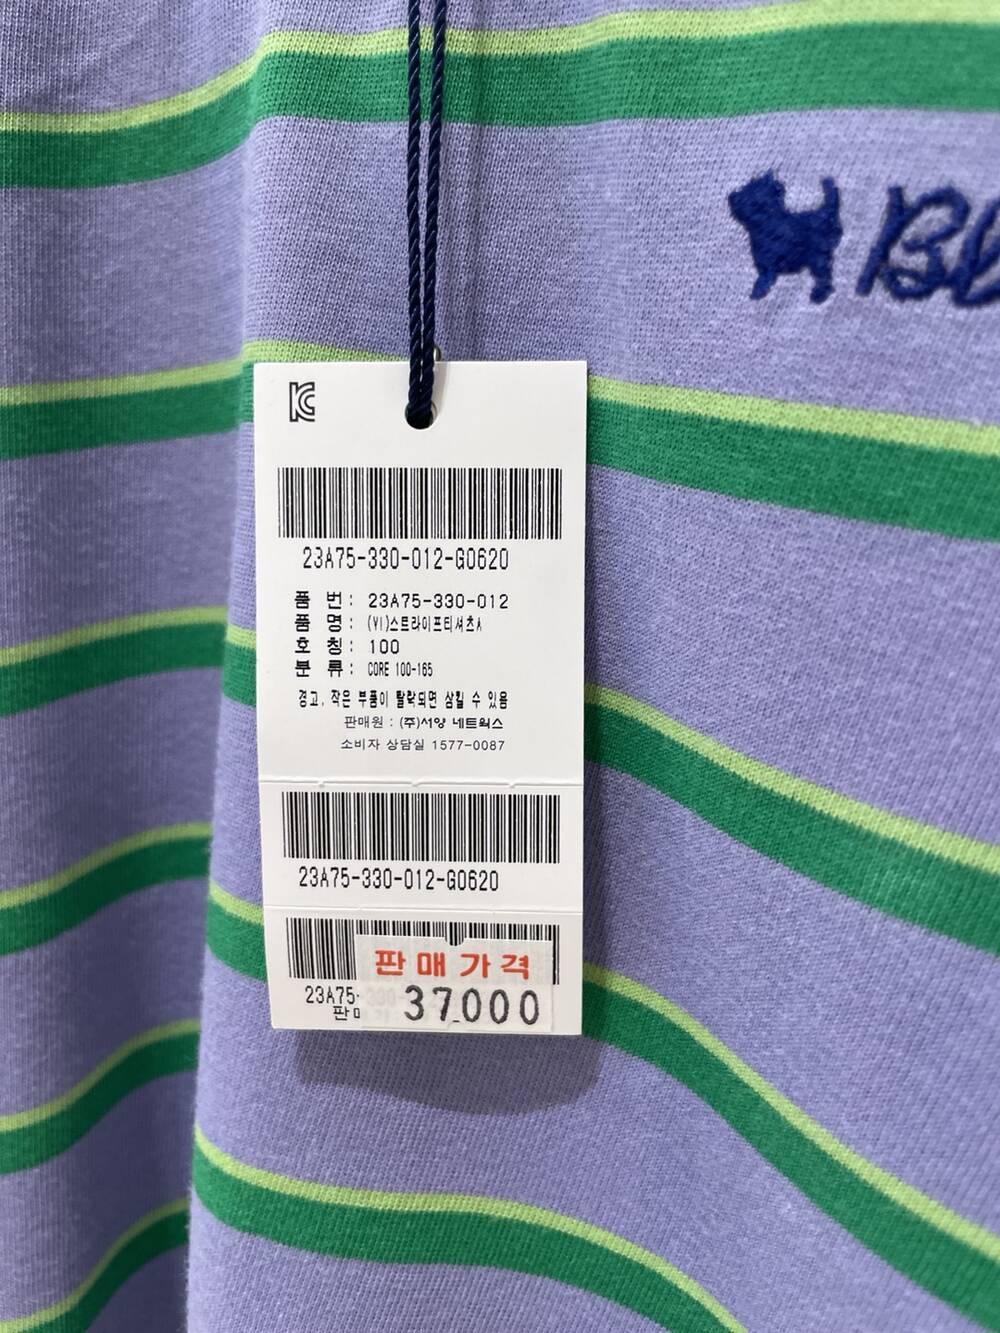 Bl
23A75-330-012-G0620
품 번: 23A75-330-012
품 명: (VI)스트라이프티셔츠A
호 칭: 100
분 류: CORE 100-165
경고, 작은 부품이 탈락되면 삼킬 수 있음
판매원 : (주)서양 네트웍스
소비자 상담실 1577-0087
23A75-330-012-G0620
판매가격
23A75-
37000